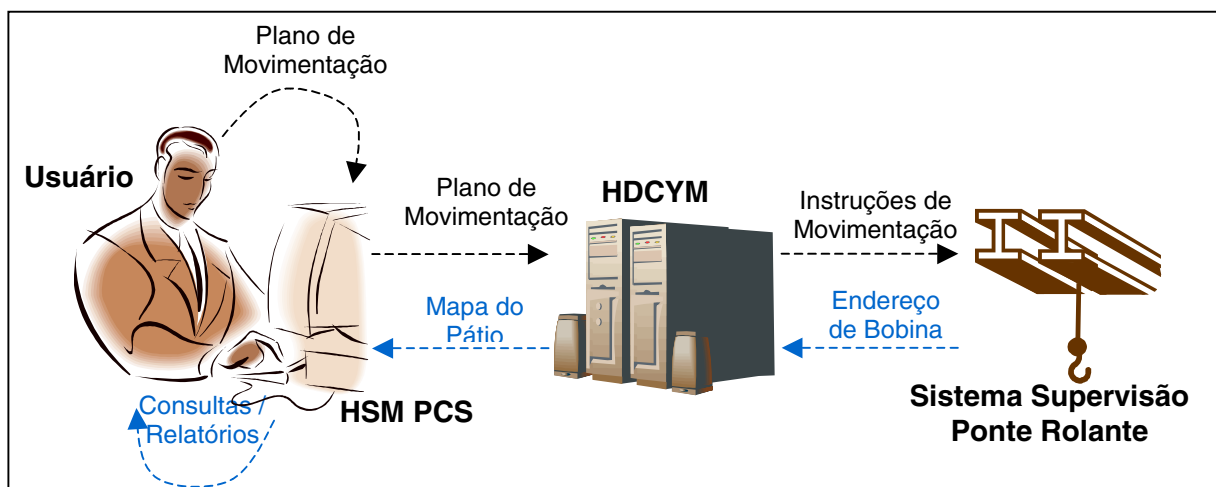 Plano de
Movimentação
Usuário
Plano de
Movimentação
HDCYM
Instruções de
Movimentação
Mapa do
Pátio
Endereço
de Bobina
Consultas /
Relatórios
HSM PCS
Sistema Supervisão
Ponte Rolante